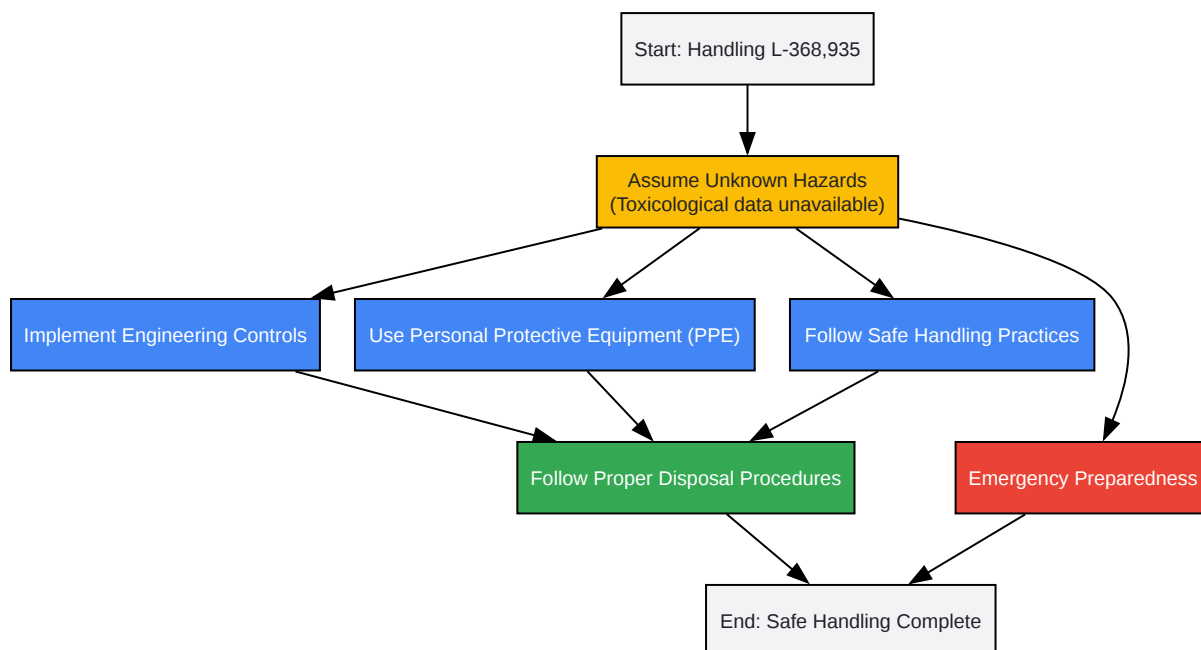 Start: Handling L-368,935
Assume Unknown Hazards
(Toxicological data unavailable)
Implement Engineering Controls
Use Personal Protective Equipment (PPE)
Follow Safe Handling Practices
Follow Proper Disposal Procedures
Emergency Preparedness
End: Safe Handling Complete